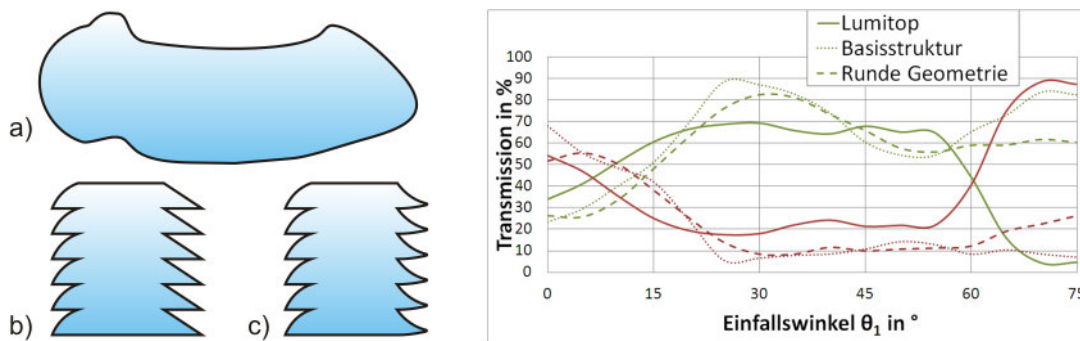 a)
b)
c)
Lumitop
Basisstruktur
Runde Geometrie
Transmission in %
100
90
80
70
60
50
40
30
20
10
0
0 15 30 45 60 75
Einfallswinkel θ₁ in °